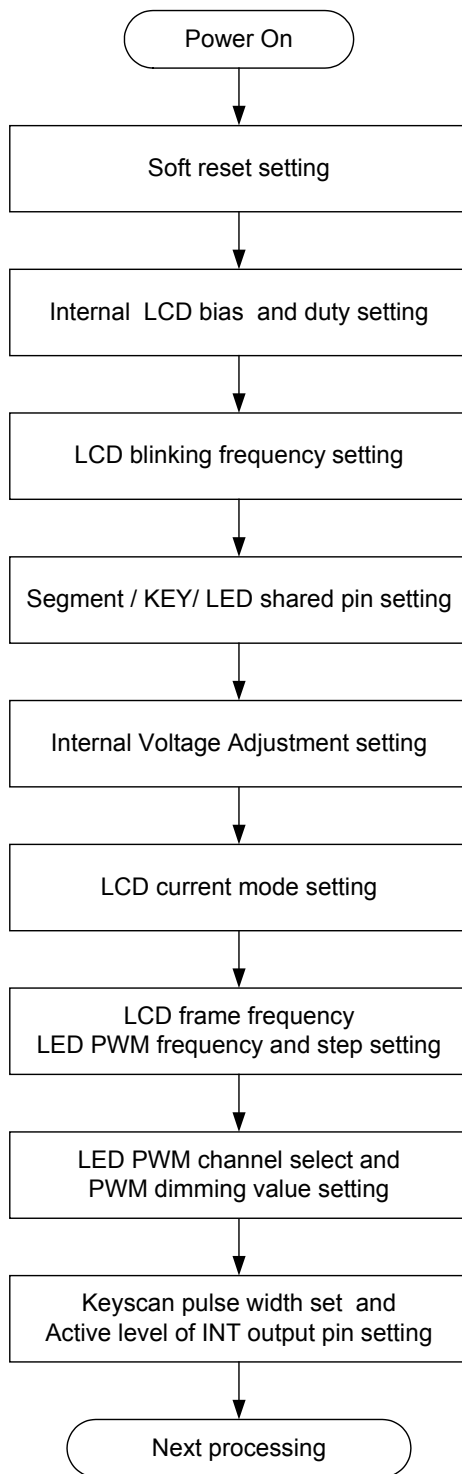 Power On
Soft reset setting
Internal LCD bias and duty setting
LCD blinking frequency setting
Segment / KEY/ LED shared pin setting
Internal Voltage Adjustment setting
LCD current mode setting
LCD frame frequency
LED PWM frequency and step setting
LED PWM channel select and
PWM dimming value setting
Keyscan pulse width set and
Active level of INT output pin setting
Next processing